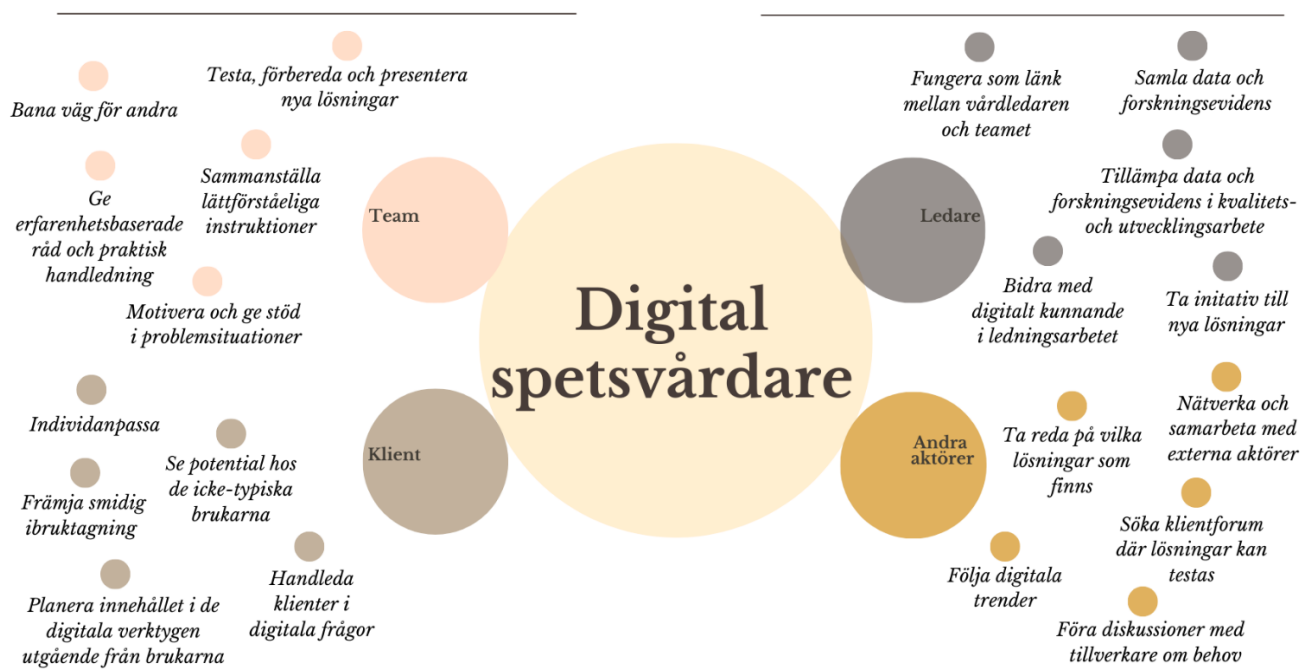 Testa, förbereda och presentera
nya lösningar
Bana väg för andra
Sammanställa
lättförståeliga
instruktioner
Ge
erfarenhetsbaserade
råd och praktisk
handledning
Motivera och ge stöd
i problemsituationer
Team
Fungera som länk
mellan vårdledaren
och teamet
Samla data och
forskningsevidens
Tillämpa data och
forskningsevidens i kvalitets-
och utvecklingsarbete
Bidra med
digitalt kunnande
i ledningsarbetet
Ta initativ till
nya lösningar
Ledare
Digital
spetsvårdare
Klient
Individanpassa
Se potential hos
de icke-typiska
brukarna
Främja smidig
ibruktagning
Handleda
klienter i
digitala frågor
Planera innehållet i de
digitala verktygen
utgående från brukarna
Andra
aktörer
Ta reda på vilka
lösningar som
finns
Nätverka och
samarbeta med
externa aktörer
Söka klientforum
där lösningar kan
testas
Följa digitala
trender
Föra diskussioner med
tillverkare om behov